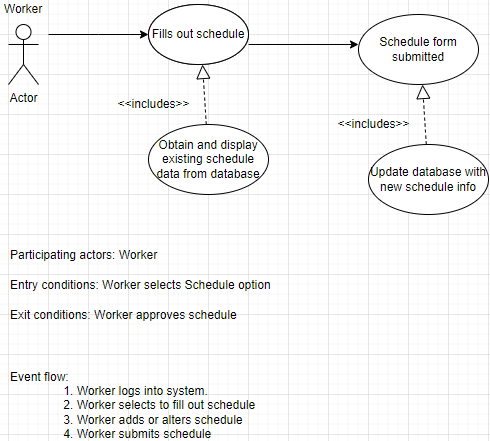 Worker
Actor
Fills out schedule
Schedule form
submitted
<<includes>>
<<includes>>
Obtain and display
existing schedule
data from database
Update database with
new schedule info
Participating actors: Worker
Entry conditions: Worker selects Schedule option
Exit conditions: Worker approves schedule
Event flow:
1. Worker logs into system.
2. Worker selects to fill out schedule
3. Worker adds or alters schedule
4. Worker submits schedule